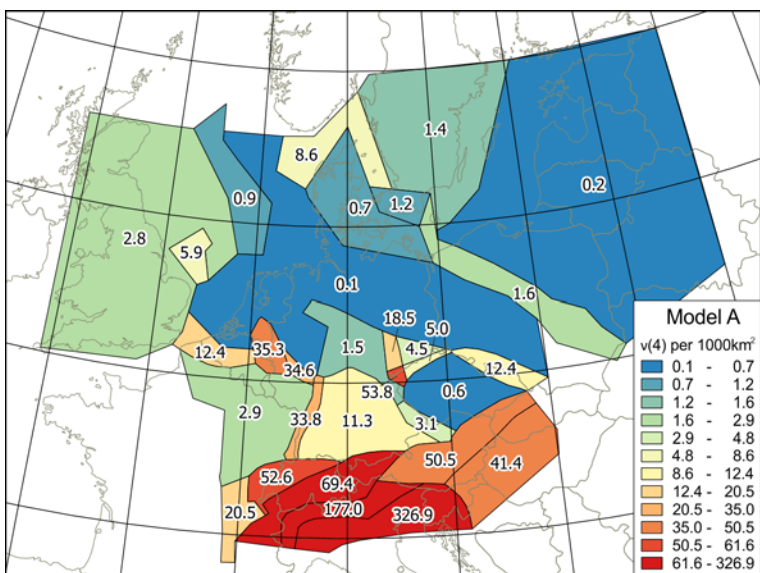 1.4
8.6
0.2
0.9
0.7
1.2
2.8
5.9
0.1
1.6
18.5
5.0
12.4
35.3
1.5
4.5
34.6
12.4
53.8
0.6
2.9
33.8
11.3
3.1
50.5
41.4
52.6
69.4
177.0
20.5
326.9
Model A
ν(4) per 1000km²
0.1 - 0.7
0.7 - 1.2
1.2 - 1.6
1.6 - 2.9
2.9 - 4.8
4.8 - 8.6
8.6 - 12.4
12.4 - 20.5
20.5 - 35.0
35.0 - 50.5
50.5 - 61.6
61.6 - 326.9